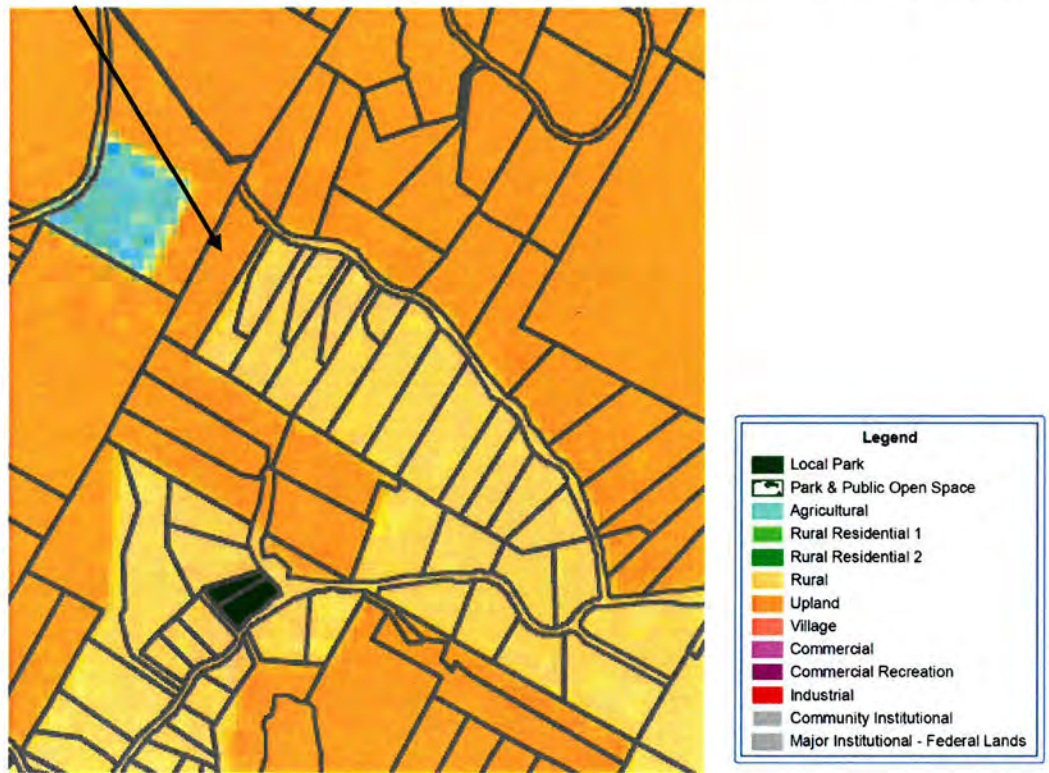 Legend
Local Park
Park & Public Open Space
Agricultural
Rural Residential 1
Rural Residential 2
Rural
Upland
Village
Commercial
Commercial Recreation
Industrial
Community Institutional
Major Institutional - Federal Lands